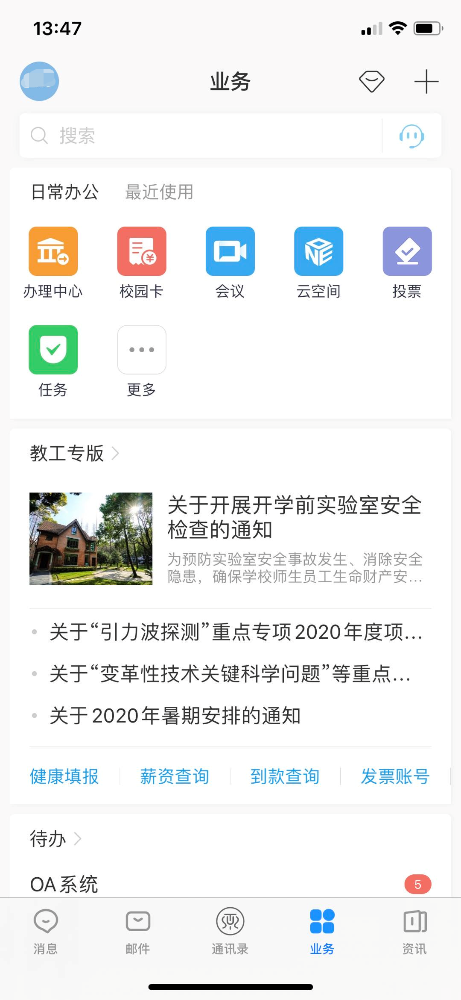 13:47
业务
搜索
日常办公 最近使用
办理中心 校园卡 会议 云空间 投票
任务 更多
教工专版
关于开展开学前实验室安全
检查的通知
为预防实验室安全事故发生、消除安全
隐患，确保学校师生员工生命财产安...
关于“引力波探测”重点专项2020年度项...
关于“变革性技术关键科学问题”等重点...
关于2020年暑期安排的通知
健康填报 薪资查询 到款查询 发票账号
待办
OA系统 5
消息 邮件 通讯录 业务 资讯